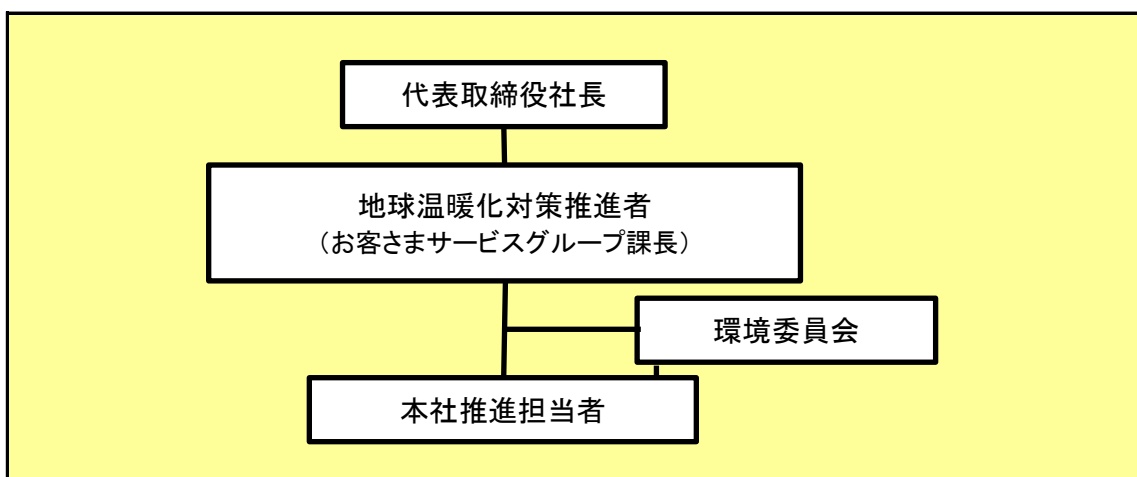 代表取締役社長
地球温暖化対策推進者
（お客さまサービスグループ課長）
環境委員会
本社推進担当者